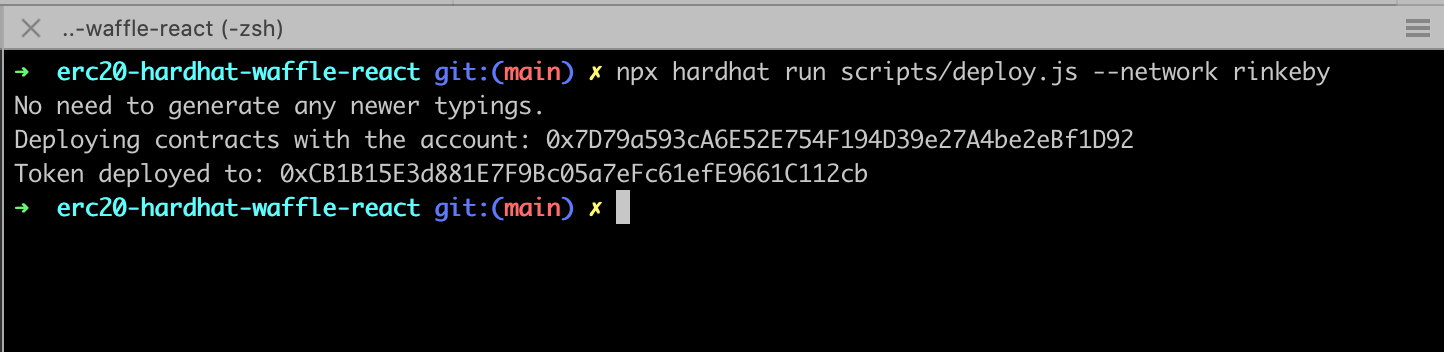 ..-waffle-react (-zsh)
➜  erc20-hardhat-waffle-react git:(main) ✗ npx hardhat run scripts/deploy.js --network rinkeby
No need to generate any newer typings.
Deploying contracts with the account: 0x7D79a593cA6E52E754F194D39e27A4be2eBf1D92
Token deployed to: 0xCB1B15E3d881E7F9Bc05a7eFc61efE9661C112cb
➜  erc20-hardhat-waffle-react git:(main) ✗